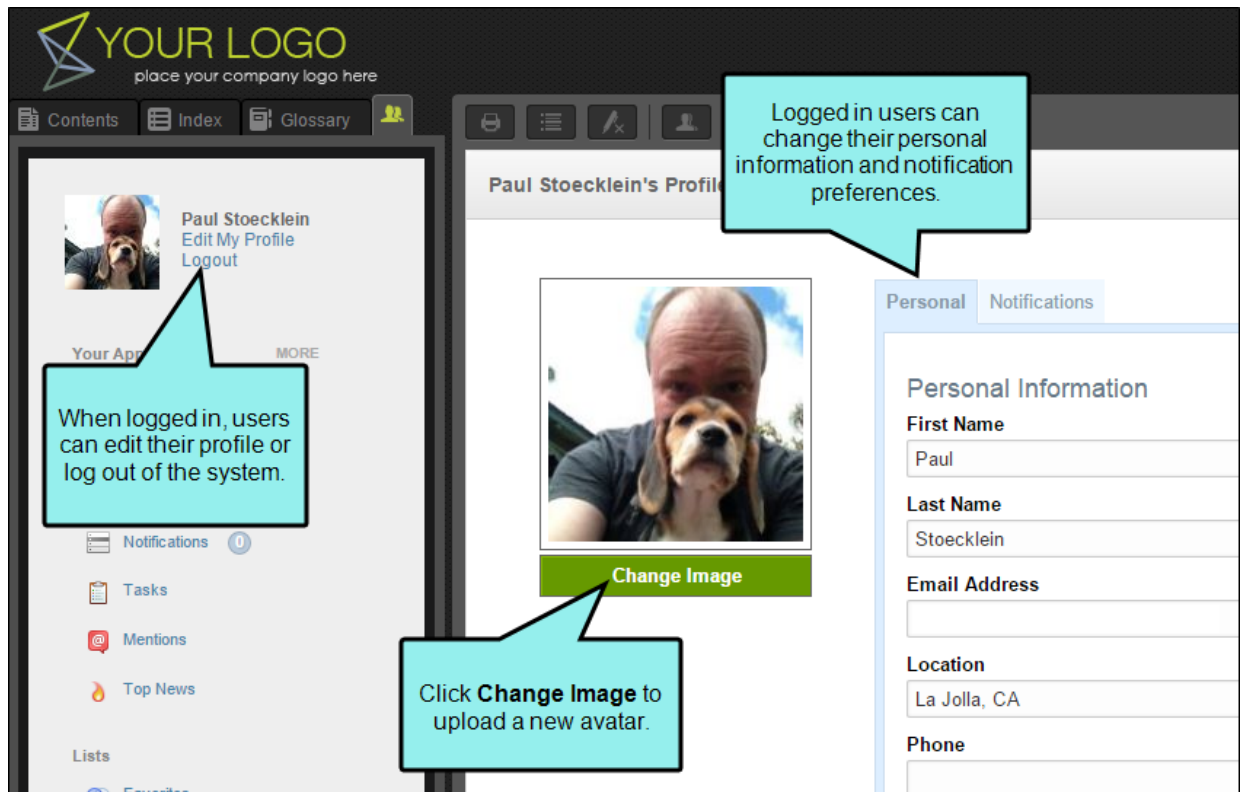 YOUR LOGO
place your company logo here
Contents
Index
Glossary
Logged in users can
change their personal
information and notification
preferences.
Paul Stoecklein's Profile
Paul Stoecklein
Edit My Profile
Logout
Personal
Notifications
Your App
MORE
When logged in, users
can edit their profile or
log out of the system.
Notifications 0
Tasks
Mentions
Top News
Lists
Favorites
Change Image
Click Change Image to
upload a new avatar.
Personal Information
First Name
Paul
Last Name
Stoecklein
Email Address
Location
La Jolla, CA
Phone